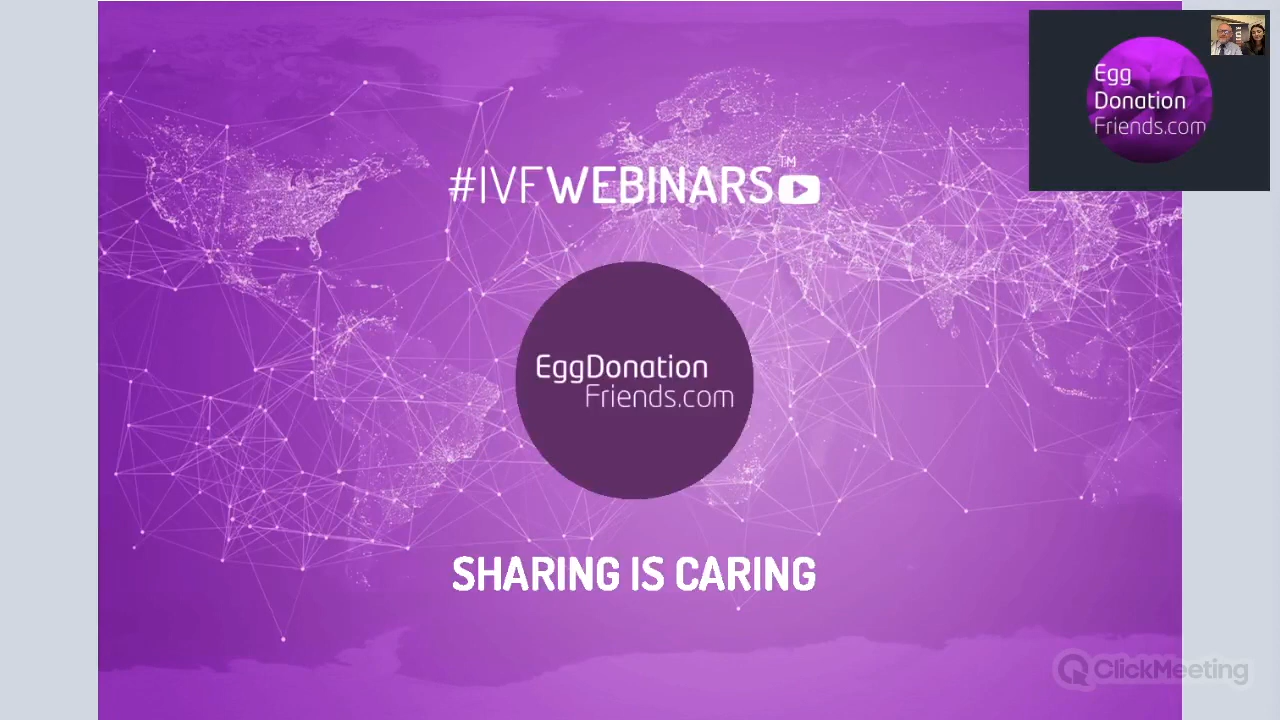 #IVFWEBINARS™
EggDonation
Friends.com
SHARING IS CARING
Egg
Donation
Friends.com
ClickMeeting